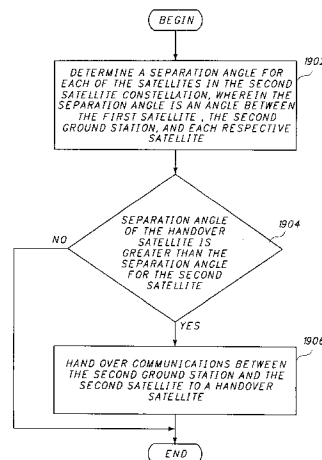 BEGIN
1902
DETERMINE A SEPARATION ANGLE FOR
EACH OF THE SATELLITES IN THE SECOND
SATELLITE CONSTELLATION, WHEREIN THE
SEPARATION ANGLE IS AN ANGLE BETWEEN
THE FIRST SATELLITE, THE SECOND
GROUND STATION, AND EACH RESPECTIVE
SATELLITE
1904
SEPARATION ANGLE
OF THE HANDOVER
SATELLITE IS
GREATER THAN THE
SEPARATION ANGLE
FOR THE SECOND
SATELLITE
NO
YES
1906
HAND OVER COMMUNICATIONS BETWEEN
THE SECOND GROUND STATION AND THE
SECOND SATELLITE TO A HANDOVER
SATELLITE
END